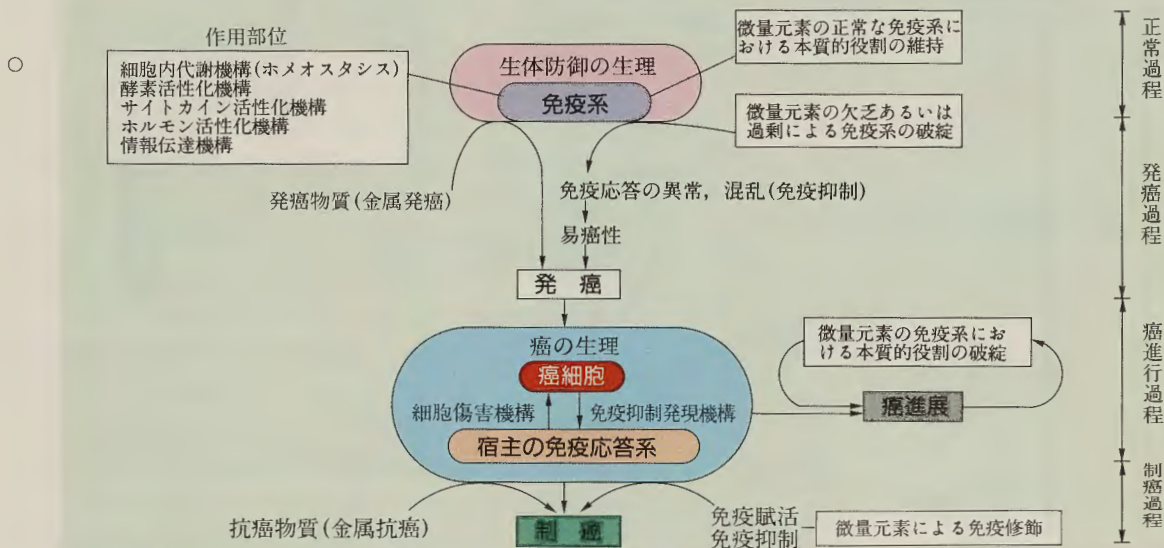 作用部位
細胞内代謝機構(ホメオスタシス)
酵素活性化機構
サイトカイン活性化機構
ホルモン活性化機構
情報伝達機構
生体防御の生理
免疫系
微量元素の正常な免疫系に
おける本質的役割の維持
微量元素の欠乏あるいは
過剰による免疫系の破綻
正常過程
発癌物質(金属発癌)
免疫応答の異常,混乱(免疫抑制)
易癌性
発癌
発癌過程
癌の生理
癌細胞
細胞傷害機構
免疫抑制発現機構
宿主の免疫応答系
微量元素の免疫系にお
ける本質的役割の破綻
癌進展
癌進行過程
抗癌物質(金属抗癌)
制癌
免疫賦活
免疫抑制
微量元素による免疫修飾
制癌過程